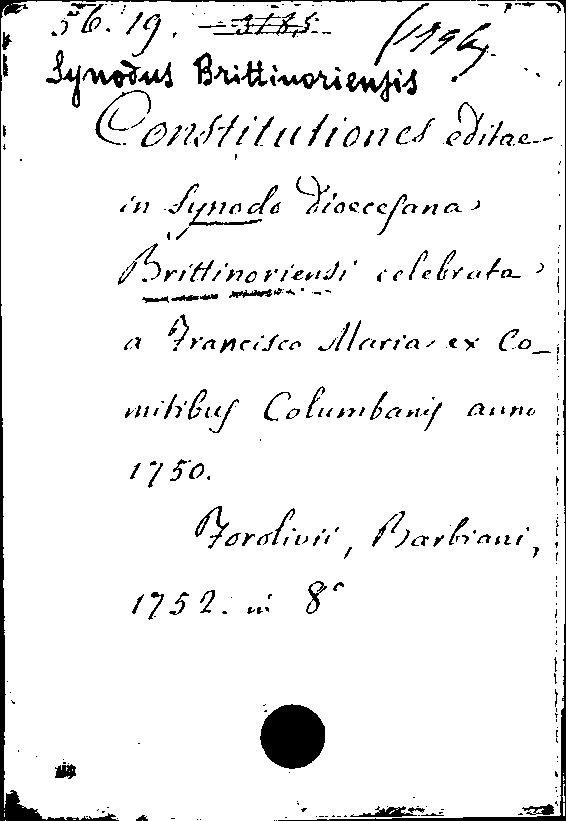 56. 19. 3185
Synodus Brittinoriensis
Constitutiones editae
in Synodo Dioecesana
Brittinoriensi celebrata
a Francisco Maria ex Co_
mitibus Columbanis anno
1750.
Forolivii, Barbiani,
1752. in 8°